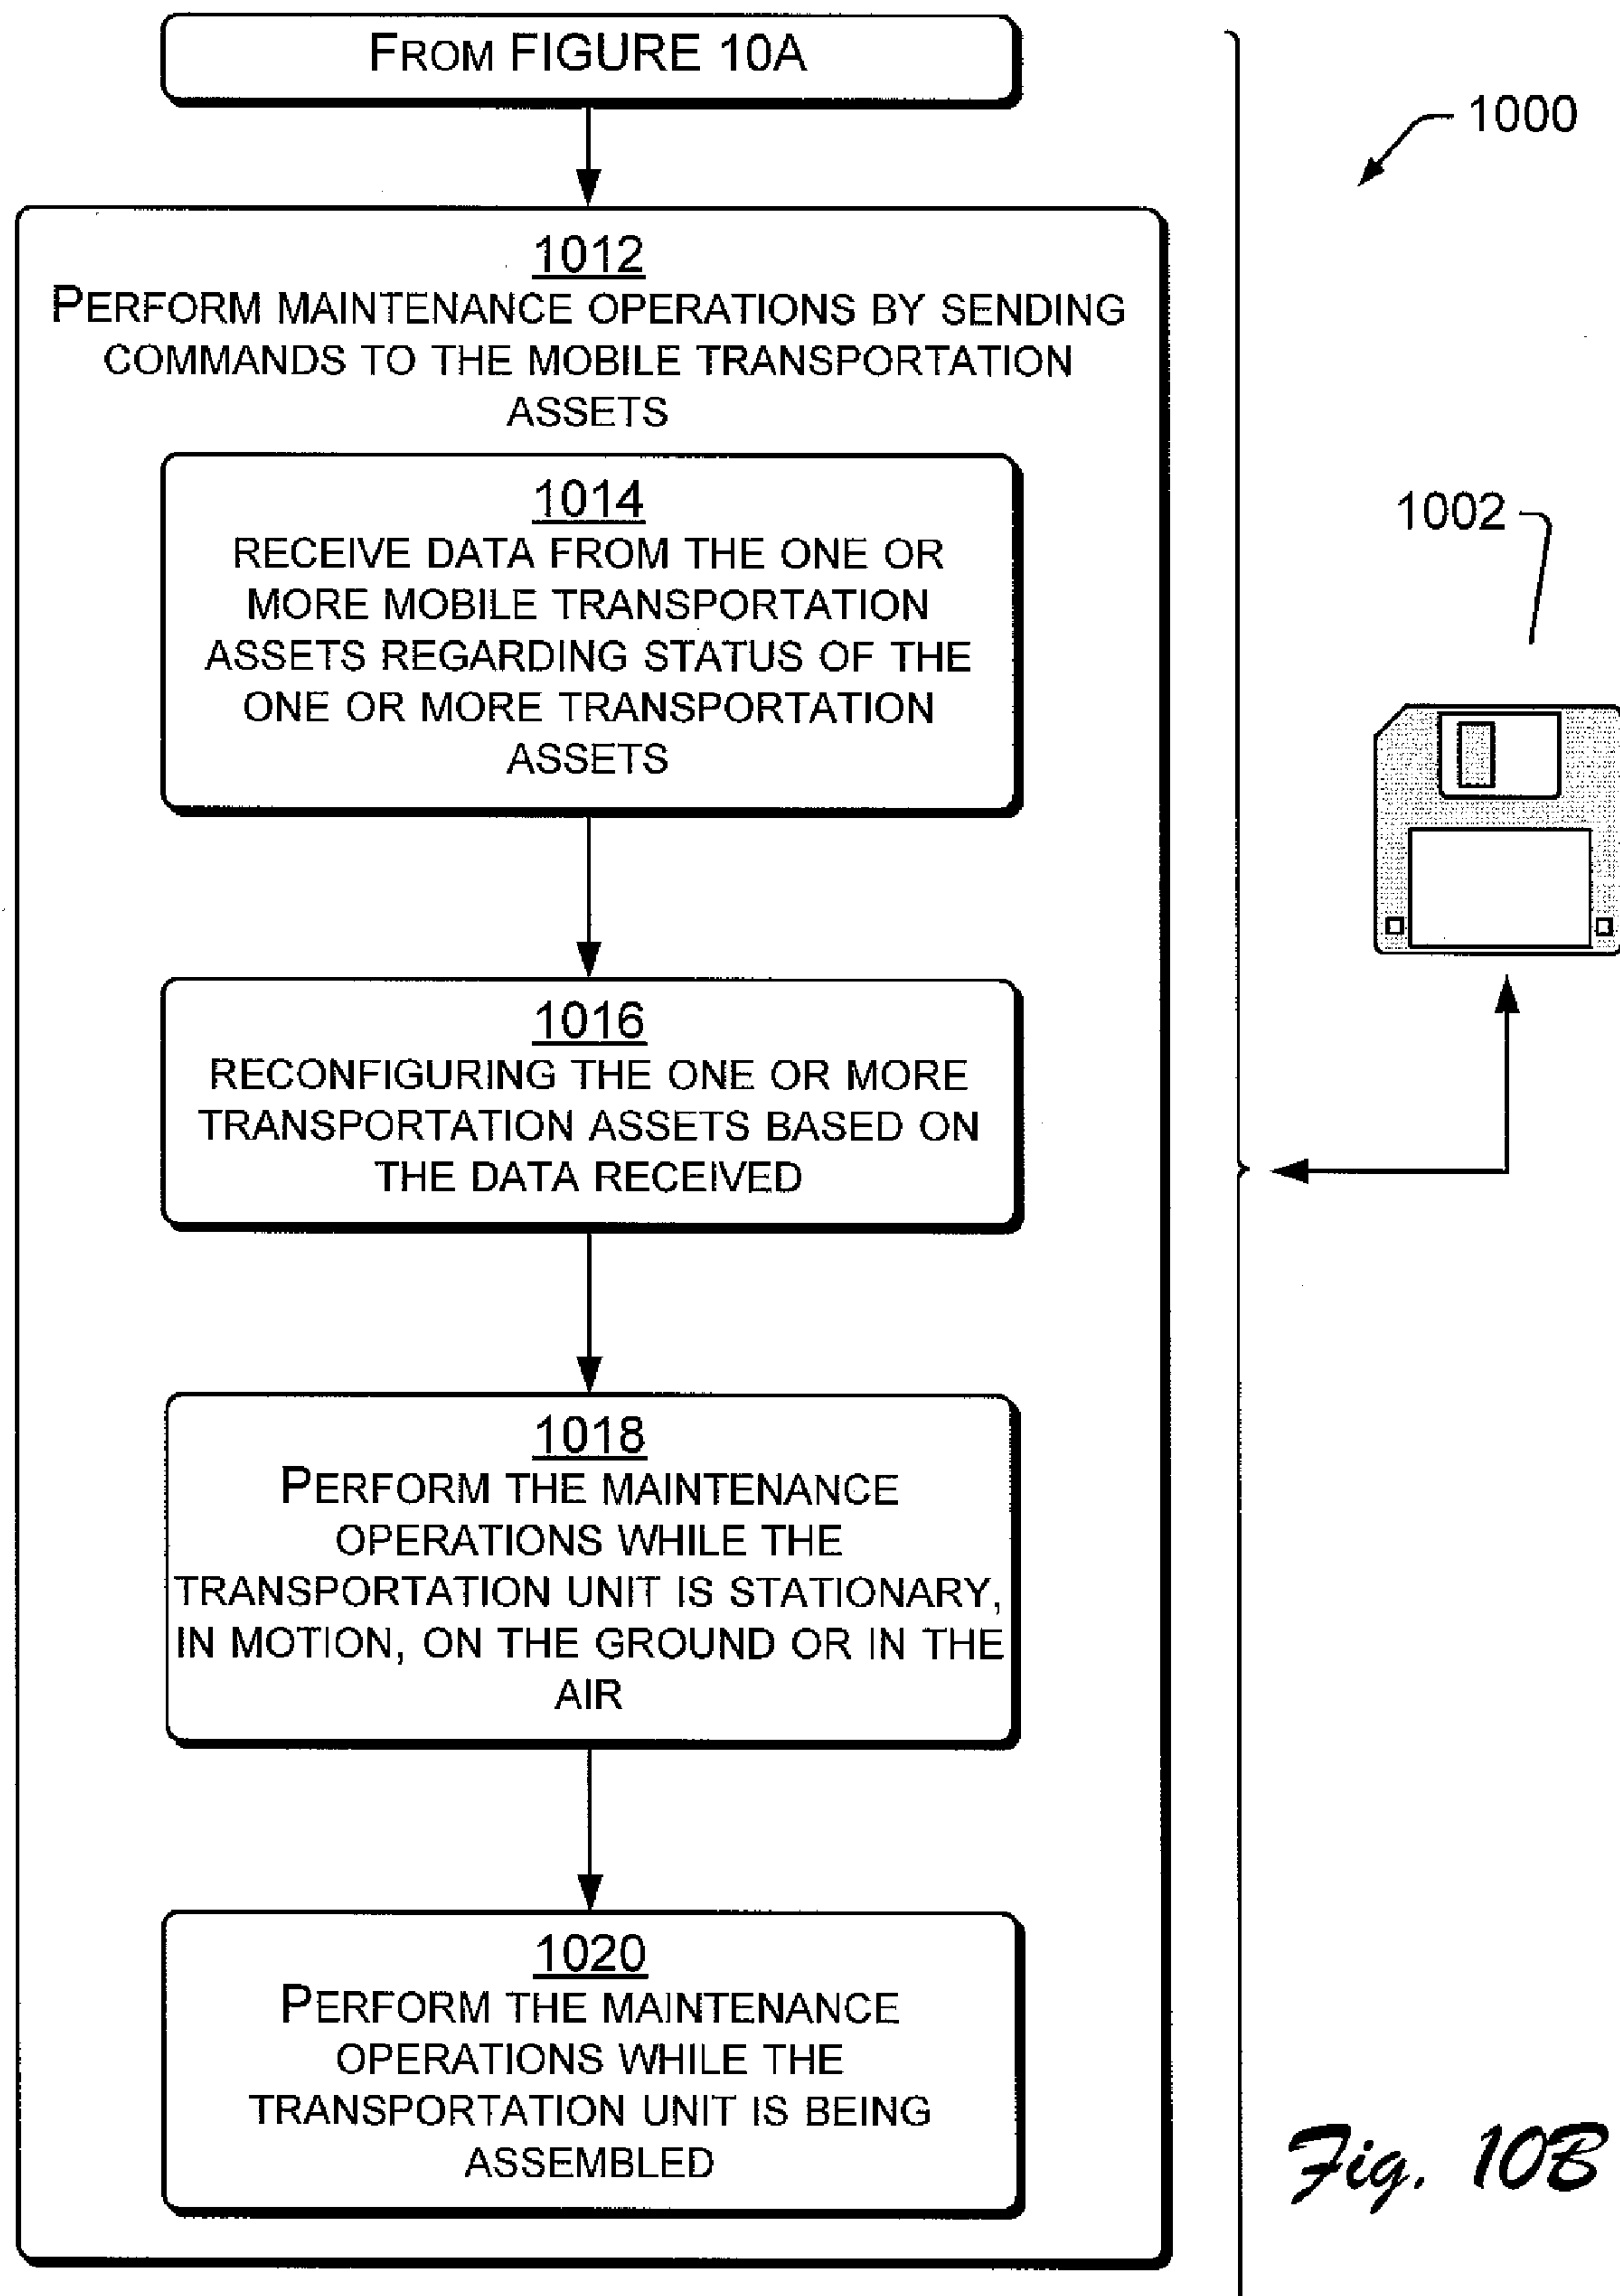 FROM FIGURE 10A
1000
1012
PERFORM MAINTENANCE OPERATIONS BY SENDING
COMMANDS TO THE MOBILE TRANSPORTATION
ASSETS
1014
RECEIVE DATA FROM THE ONE OR
MORE MOBILE TRANSPORTATION
ASSETS REGARDING STATUS OF THE
ONE OR MORE TRANSPORTATION
ASSETS
1002
1016
RECONFIGURING THE ONE OR MORE
TRANSPORTATION ASSETS BASED ON
THE DATA RECEIVED
1018
PERFORM THE MAINTENANCE
OPERATIONS WHILE THE
TRANSPORTATION UNIT IS STATIONARY,
IN MOTION, ON THE GROUND OR IN THE
AIR
1020
PERFORM THE MAINTENANCE
OPERATIONS WHILE THE
TRANSPORTATION UNIT IS BEING
ASSEMBLED
Fig. 10B